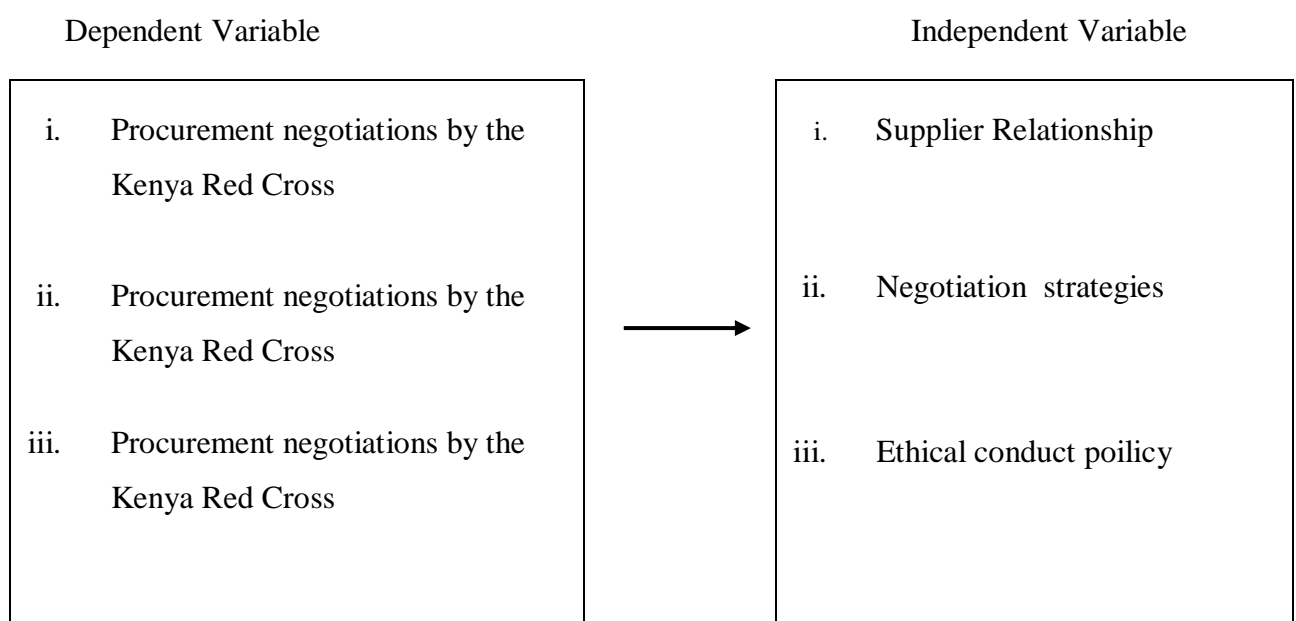 Dependent Variable
Independent Variable
i. Procurement negotiations by the
Kenya Red Cross
ii. Procurement negotiations by the
Kenya Red Cross
iii. Procurement negotiations by the
Kenya Red Cross
i. Supplier Relationship
ii. Negotiation strategies
iii. Ethical conduct poilicy